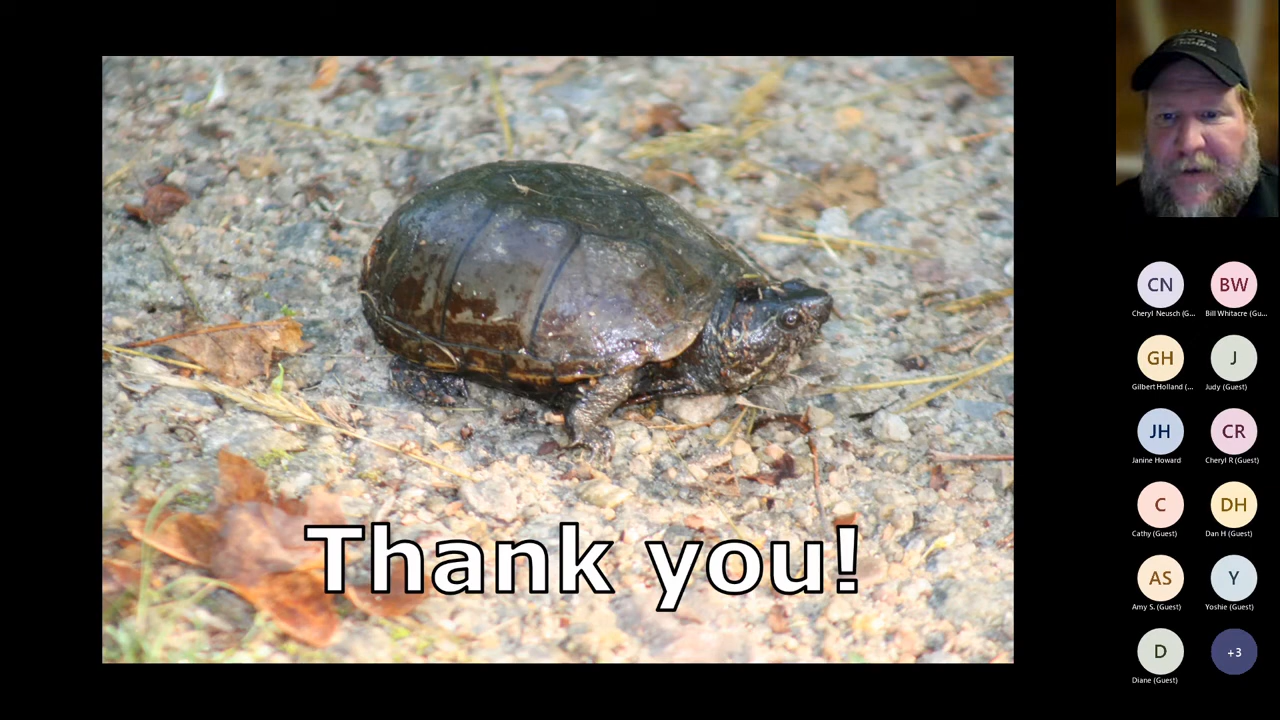 Thank you!
CN
BW
Cheryl Neusch (G...
Bill Whitacre (Gu...
GH
J
Gilbert Holland (...
Judy (Guest)
JH
CR
Janine Howard
Cheryl R (Guest)
C
DH
Cathy (Guest)
Dan H (Guest)
AS
Y
Amy S. (Guest)
Yoshie (Guest)
D
+3
Diane (Guest)